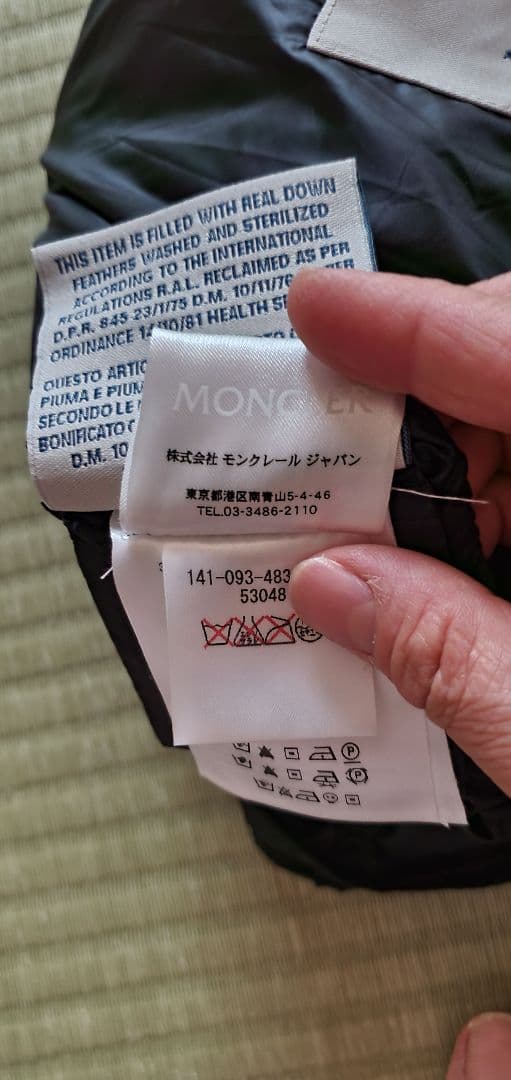 THIS ITEM IS FILLED WITH REAL DOWN
FEATHERS WASHED AND STERILIZED
ACCORDING TO THE INTERNATIONAL
REGULATIONS R.A.L. RECLAIMED AS PER
D.P.R. 845-23/1/75 D.M. 10/11/76
ORDINANCE HEALTH
QUESTO
PIUMA E PIUM
SECONDO LE
BONIFICATO
D.M. 10
MONCLER
株式会社 モンクレール ジャパン
東京都港区南青山5-4-46
TEL.03-3486-2110
141-093-483
53048